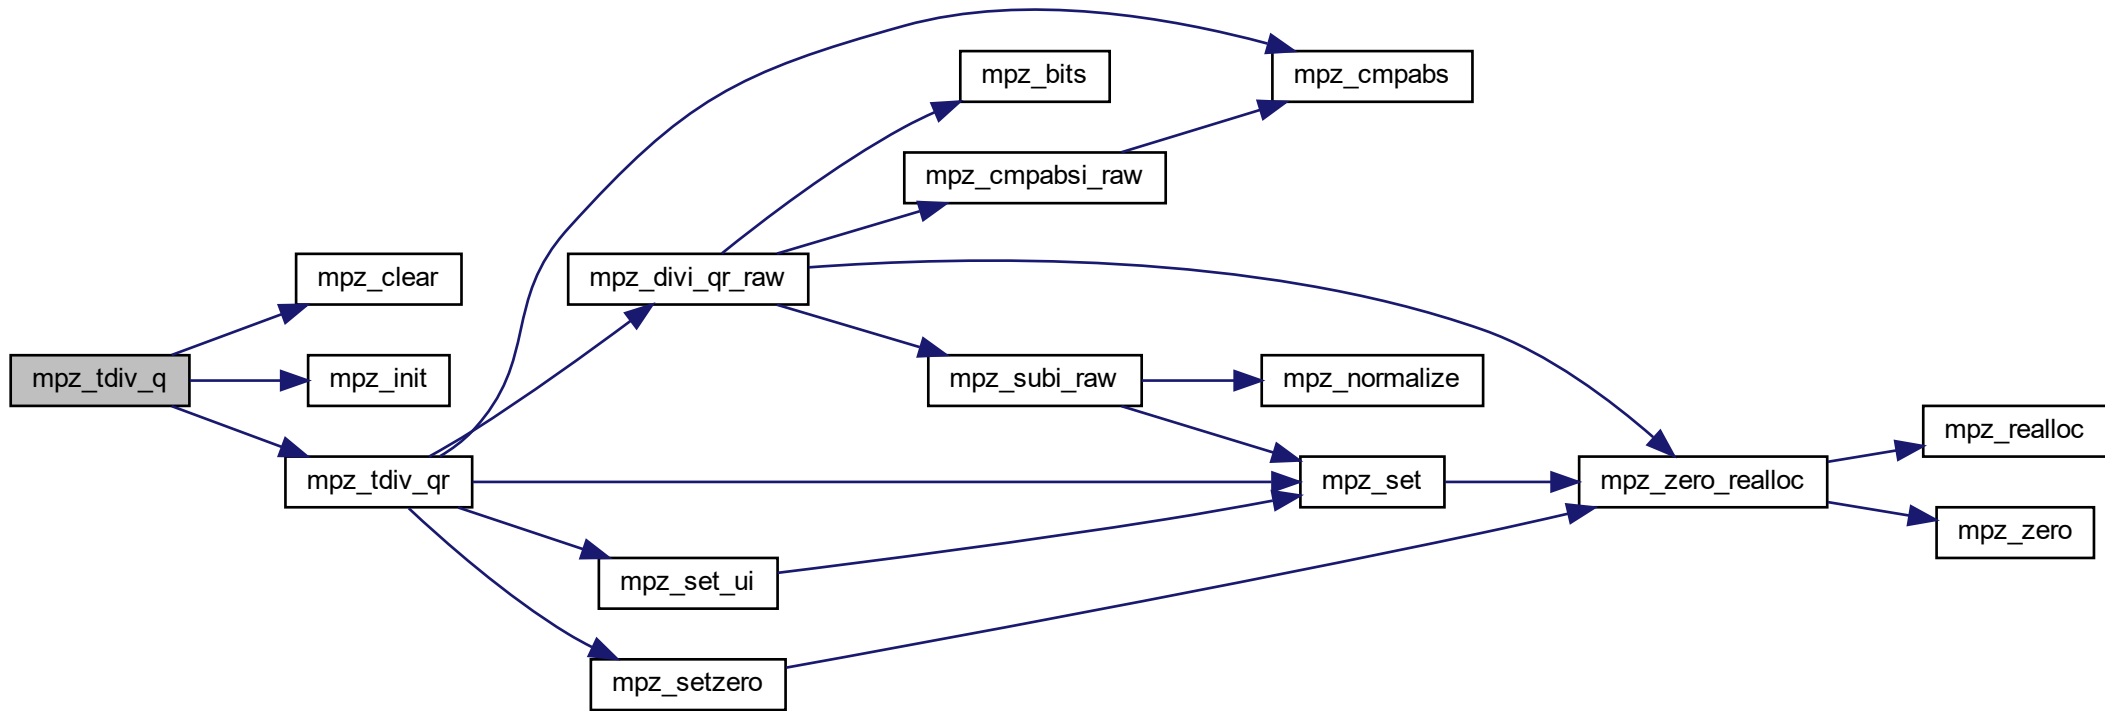 mpz_bits
mpz_cmpabs
mpz_cmpabsi_raw
mpz_clear
mpz_divi_qr_raw
mpz_tdiv_q
mpz_init
mpz_subi_raw
mpz_normalize
mpz_realloc
mpz_tdiv_qr
mpz_set
mpz_zero_realloc
mpz_zero
mpz_set_ui
mpz_setzero